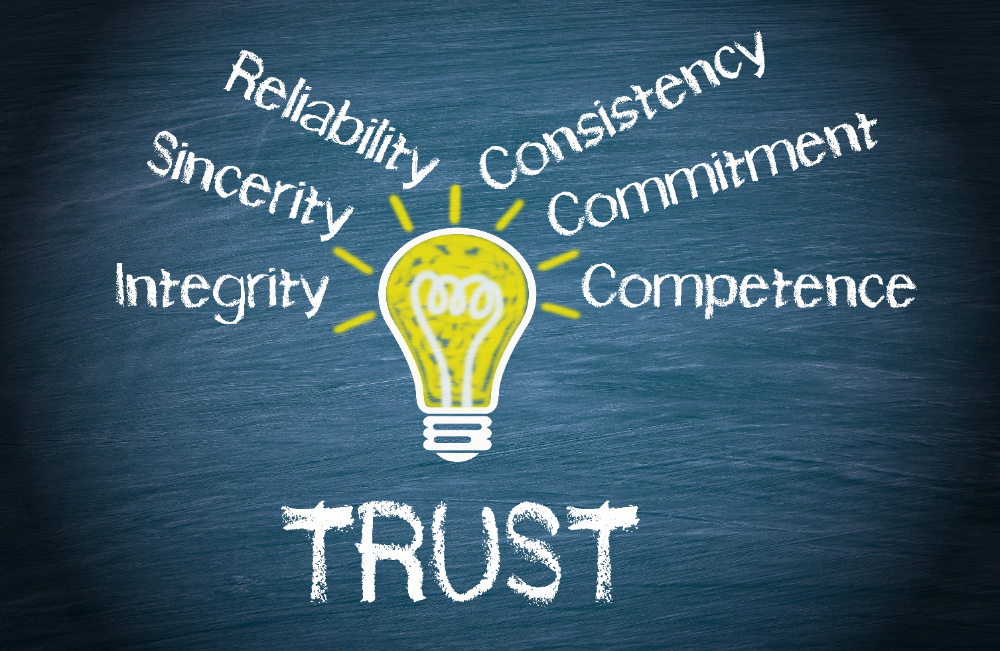 Reliability
Consistency
Sincerity
Commitment
Integrity
Competence
TRUST